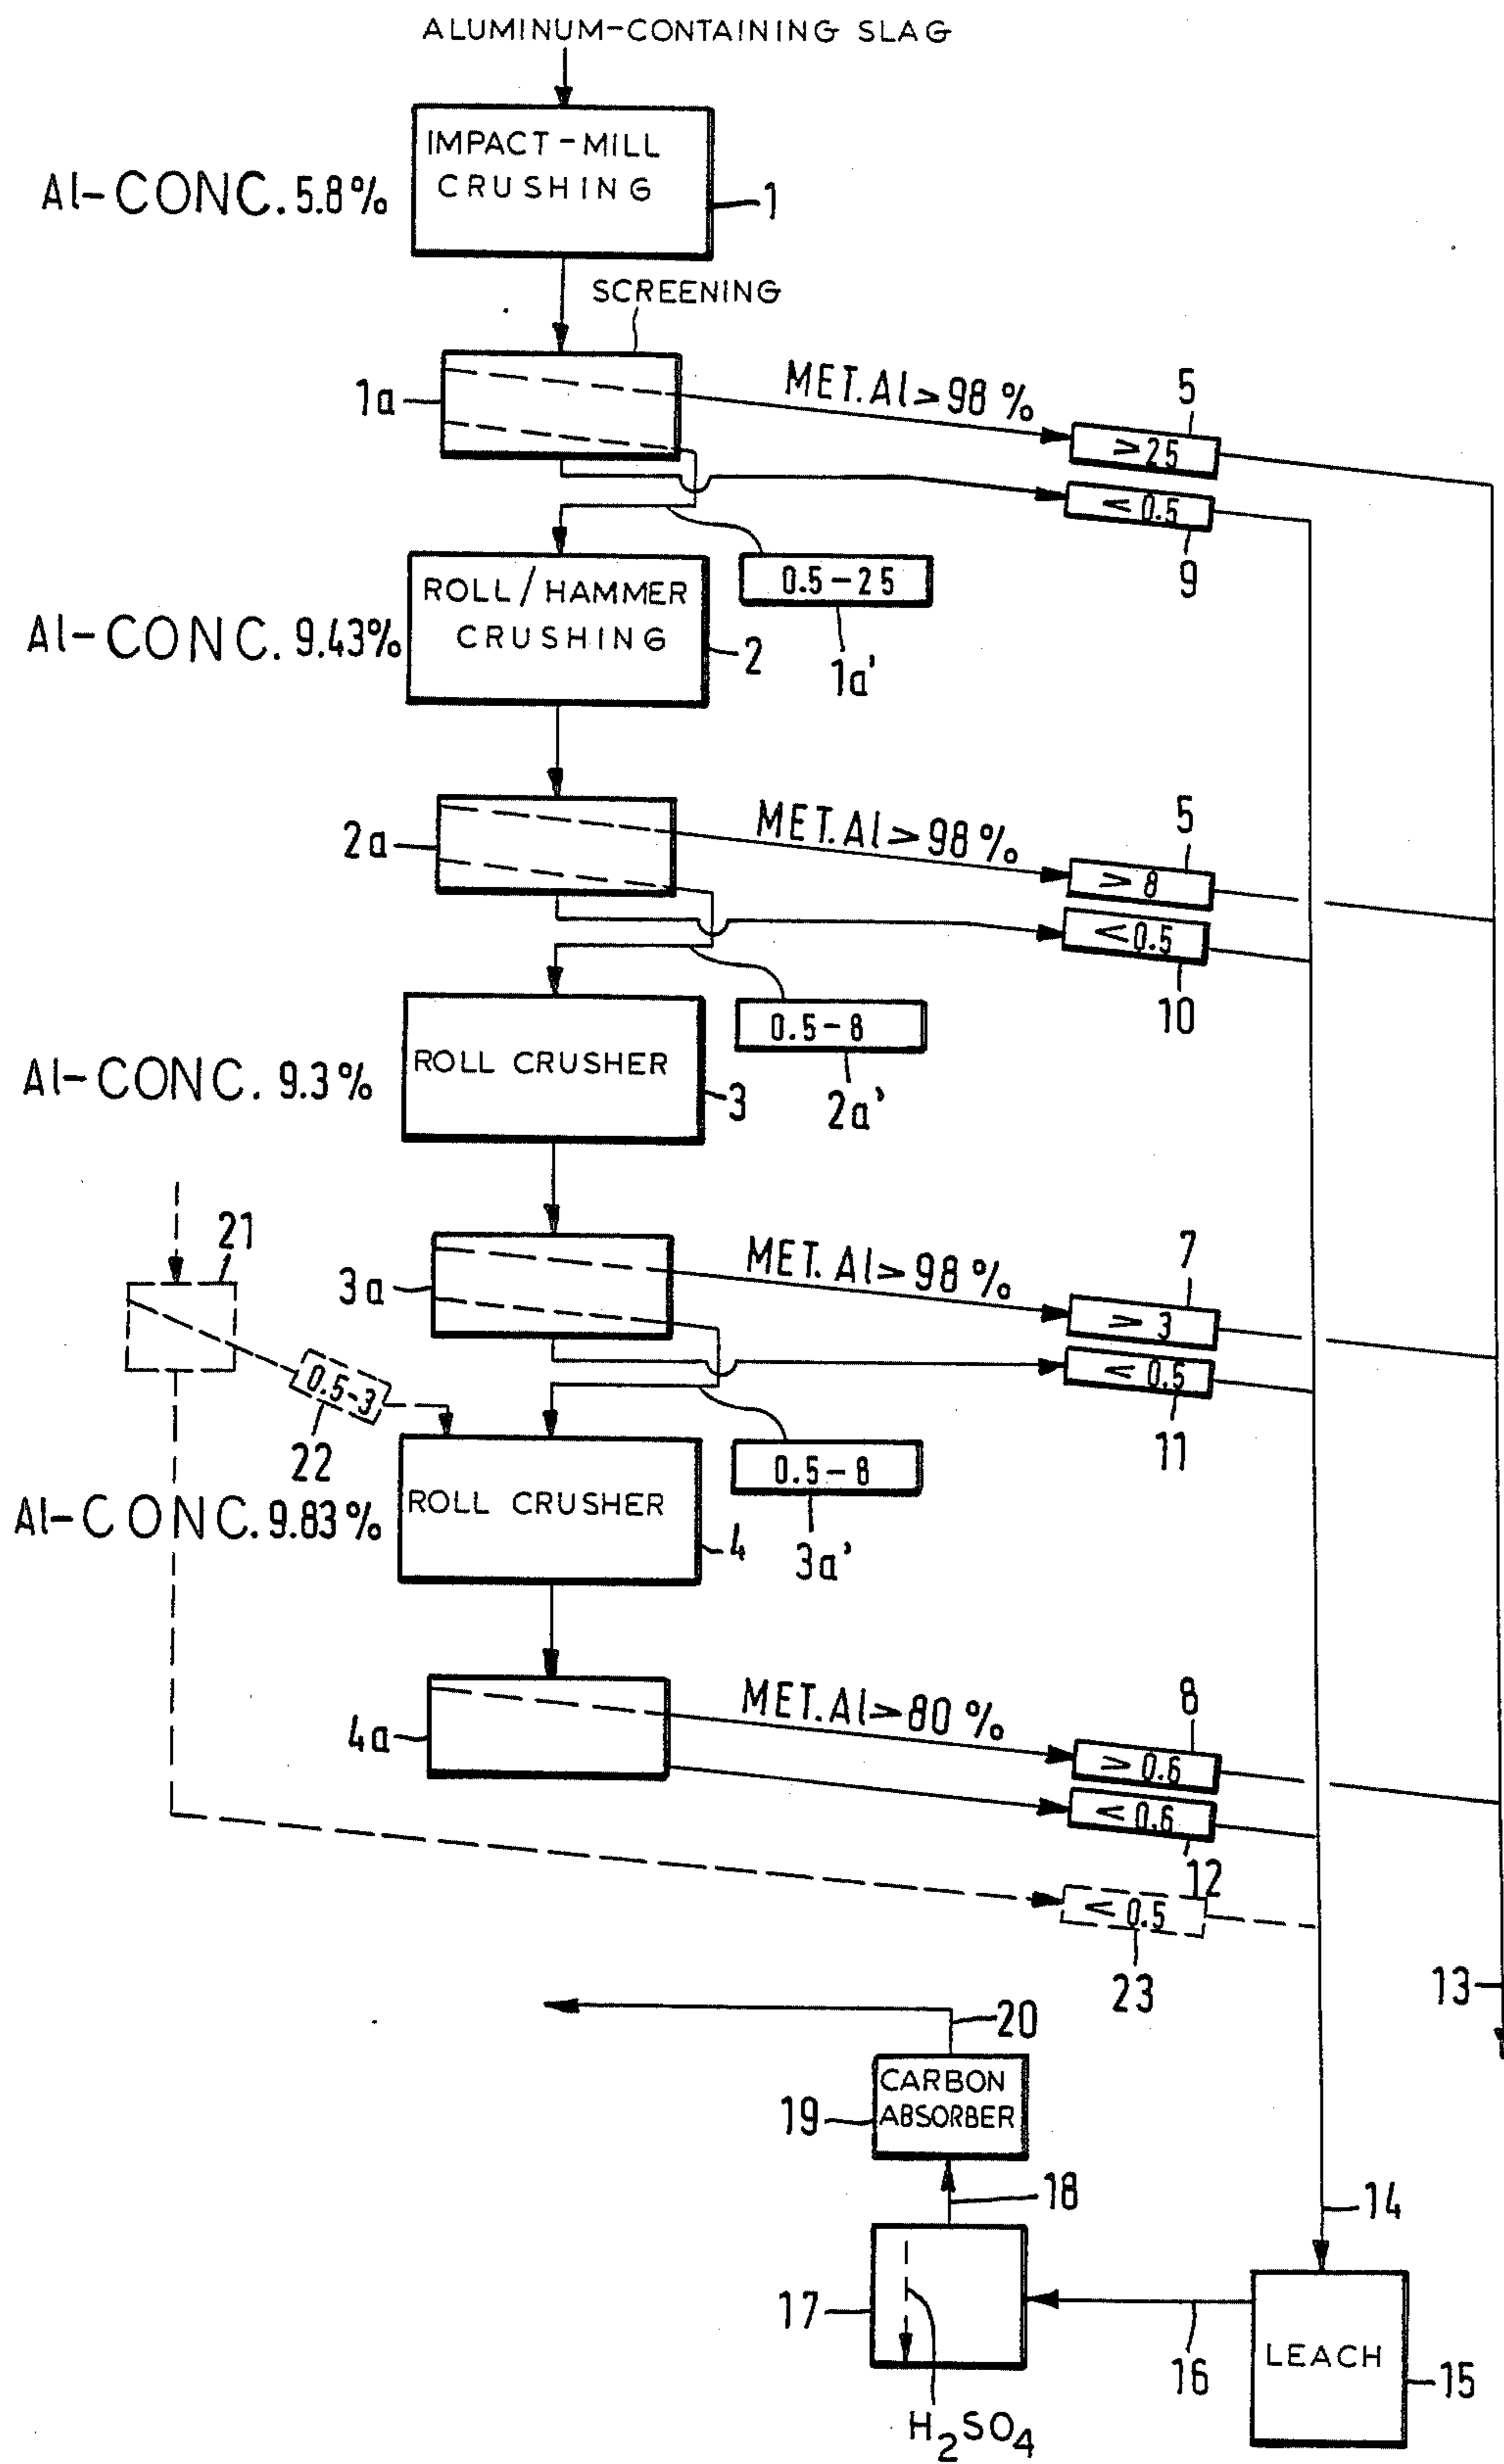 ALUMINUM-CONTAINING SLAG
IMPACT-MILL
CRUSHING
Al-CONC. 5.8%
1
SCREENING
1a
MET.Al > 98 %
5
> 25
< 0.5
9
ROLL/HAMMER
CRUSHING
0.5-25
Al-CONC. 9.43%
2
1a'
2a
MET.Al > 98 %
5
> 8
< 0.5
10
ROLL CRUSHER
0.5-8
Al-CONC. 9.3%
3
2a'
21
3a
MET.Al > 98 %
7
> 3
< 0.5
11
0.5-3
22
ROLL CRUSHER
0.5-8
Al-CONC. 9.83%
4
3a'
4a
MET.Al > 80 %
8
> 0.6
< 0.6
12
< 0.5
23
13
20
CARBON
ABSORBER
19
18
14
17
16
LEACH
15
H2SO4